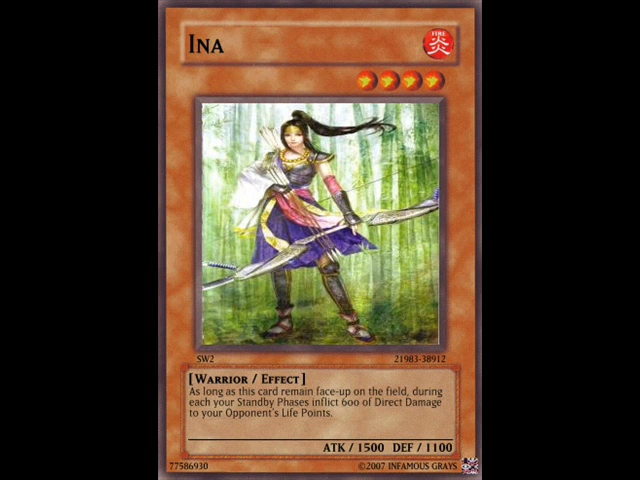 Ina
FIRE
炎
SW2
21983-38912
[Warrior / Effect]
As long as this card remain face-up on the field, during
each your Standby Phases inflict 600 of Direct Damage
to your Opponent's Life Points.
ATK / 1500 DEF / 1100
77586930
©2007 INFAMOUS GRAYS